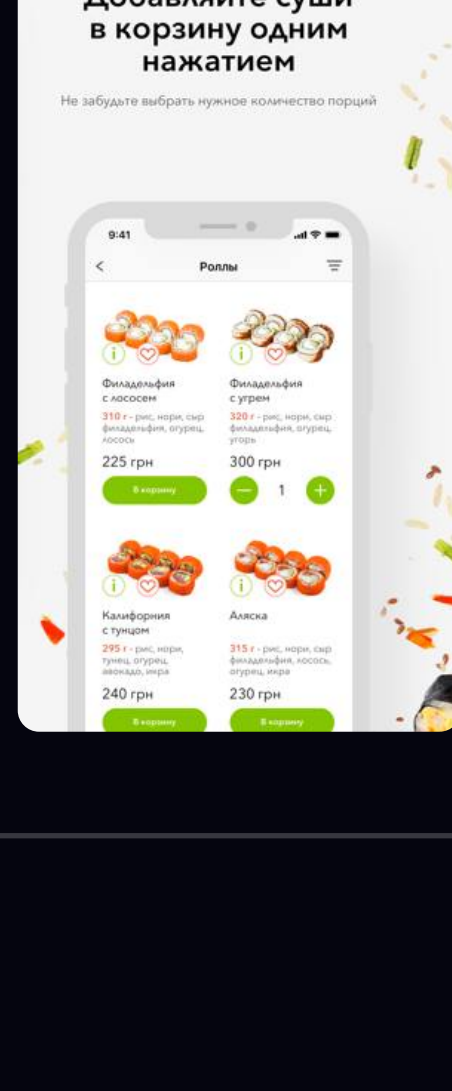 Добавляйте суши
в корзину одним
нажатием
Не забудьте выбрать нужное количество порций
9:41
Роллы
Филадельфия
с лососем
310 г - рис, нори, сыр
филадельфия, огурец,
лосось
225 грн
В корзину
Филадельфия
с угрем
320 г - рис, нори, сыр
филадельфия, огурец,
угорь
300 грн
1
Калифорния
с тунцом
295 г - рис, нори,
тунец, огурец,
авокадо, икра
240 грн
В корзину
Аляска
315 г - рис, нори, сыр
филадельфия, лосось,
огурец, икра
230 грн
В корзину